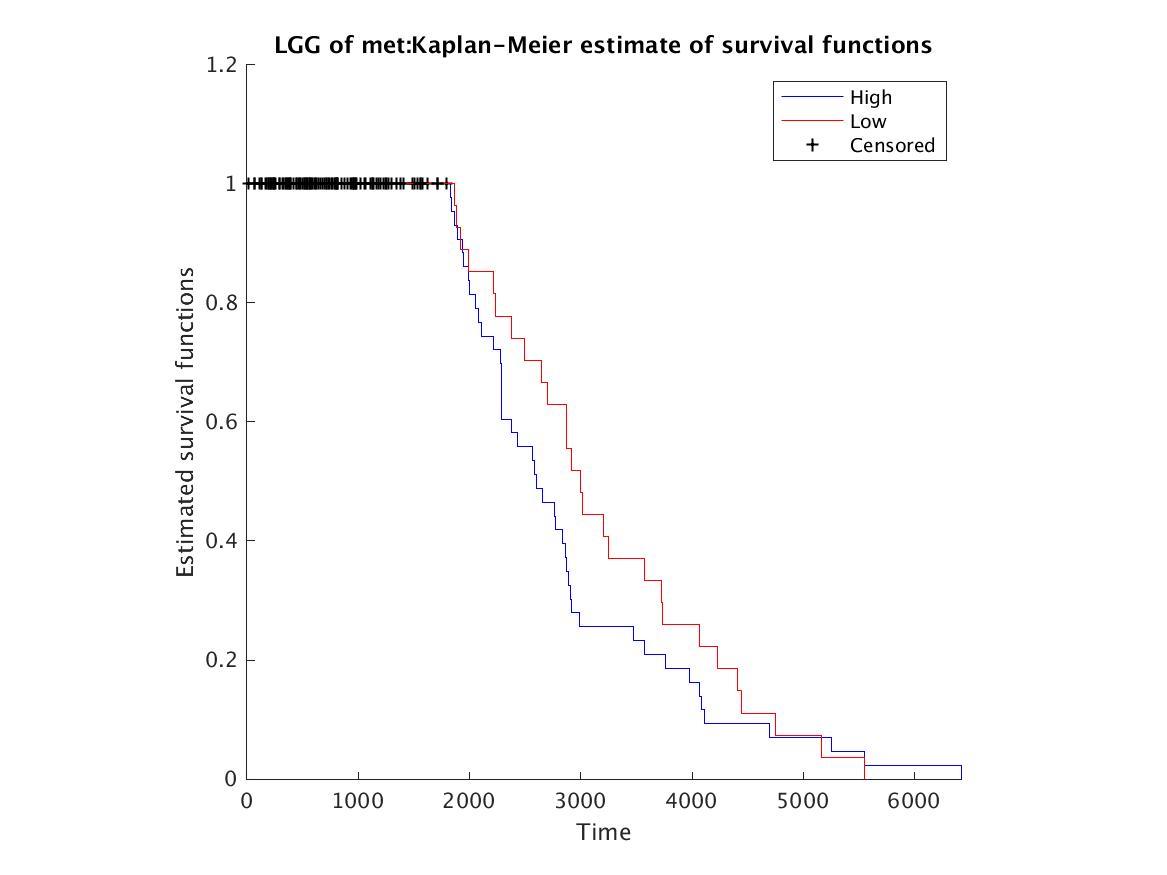 LGG of met:Kaplan-Meier estimate of survival functions
High
Low
Censored
Estimated survival functions
1.2
1
0.8
0.6
0.4
0.2
0
0 1000 2000 3000 4000 5000 6000
Time